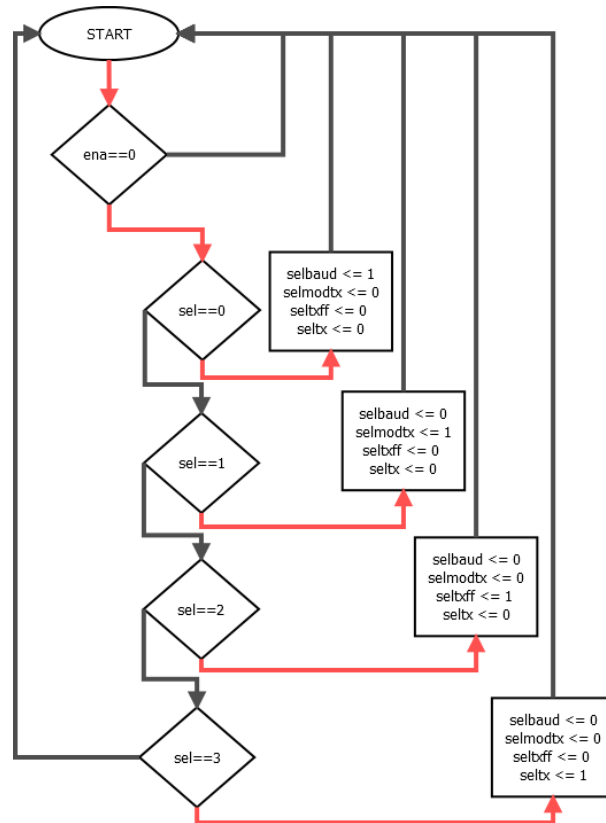 START
ena==0
sel==0
selbaud <= 1
selmodtx <= 0
seltxff <= 0
seltx <= 0
sel==1
selbaud <= 0
selmodtx <= 1
seltxff <= 0
seltx <= 0
sel==2
selbaud <= 0
selmodtx <= 0
seltxff <= 1
seltx <= 0
sel==3
selbaud <= 0
selmodtx <= 0
seltxff <= 0
seltx <= 1